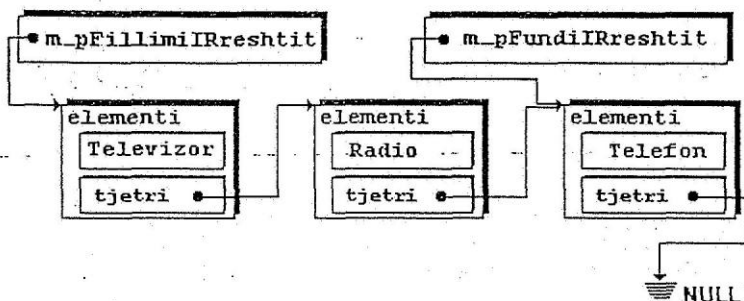 m_pFillimiIRreshtit m_pFundiIRreshtit
elementi elementi elementi
Televizor Radio Telefon
tjetri tjetri tjetri
NULL